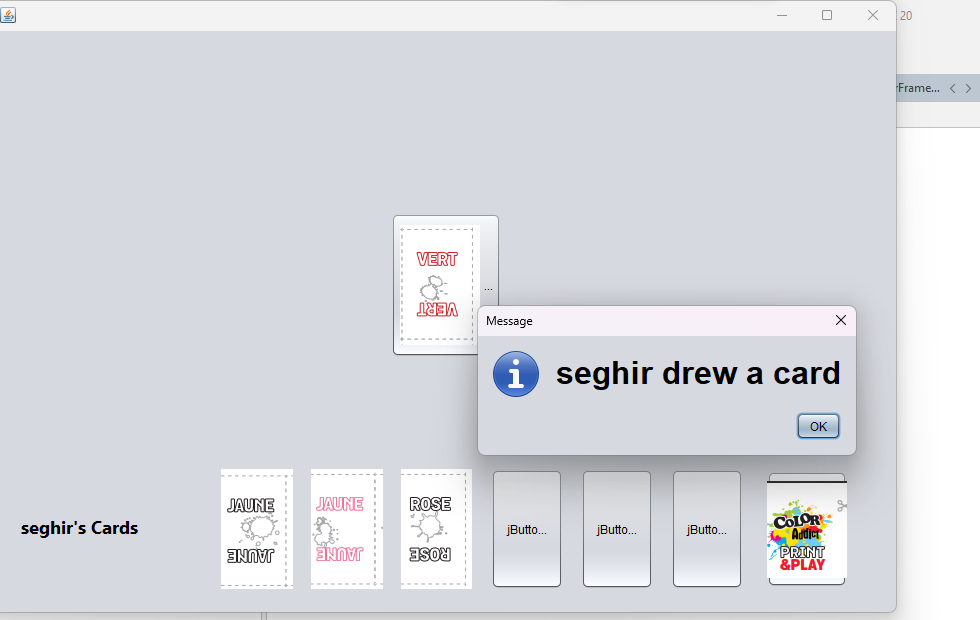 20
rFrame...
VERT
VERT
...
Message
seghir drew a card
OK
seghir's Cards
JAUNE
JAUNE
JAUNE
JAUNE
ROSE
ROSE
jButto...
jButto...
jButto...
COLOR
Addict
PRINT
&PLAY